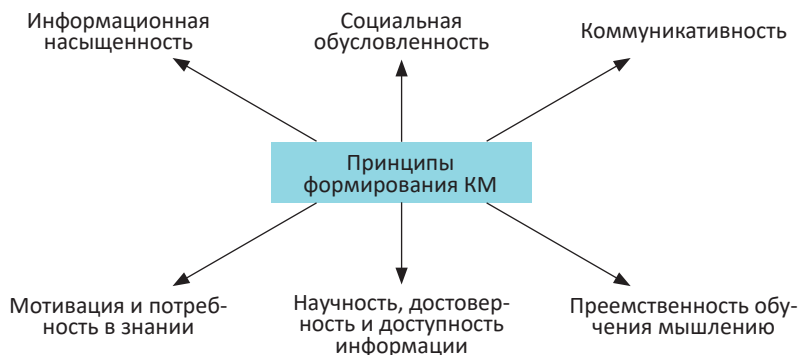 Информационная
насыщенность
Социальная
обусловленность
Коммуникативность
Принципы
формирования КМ
Мотивация и потреб-
ность в знании
Научность, достовер-
ность и доступность
информации
Преемственность обу-
чения мышлению